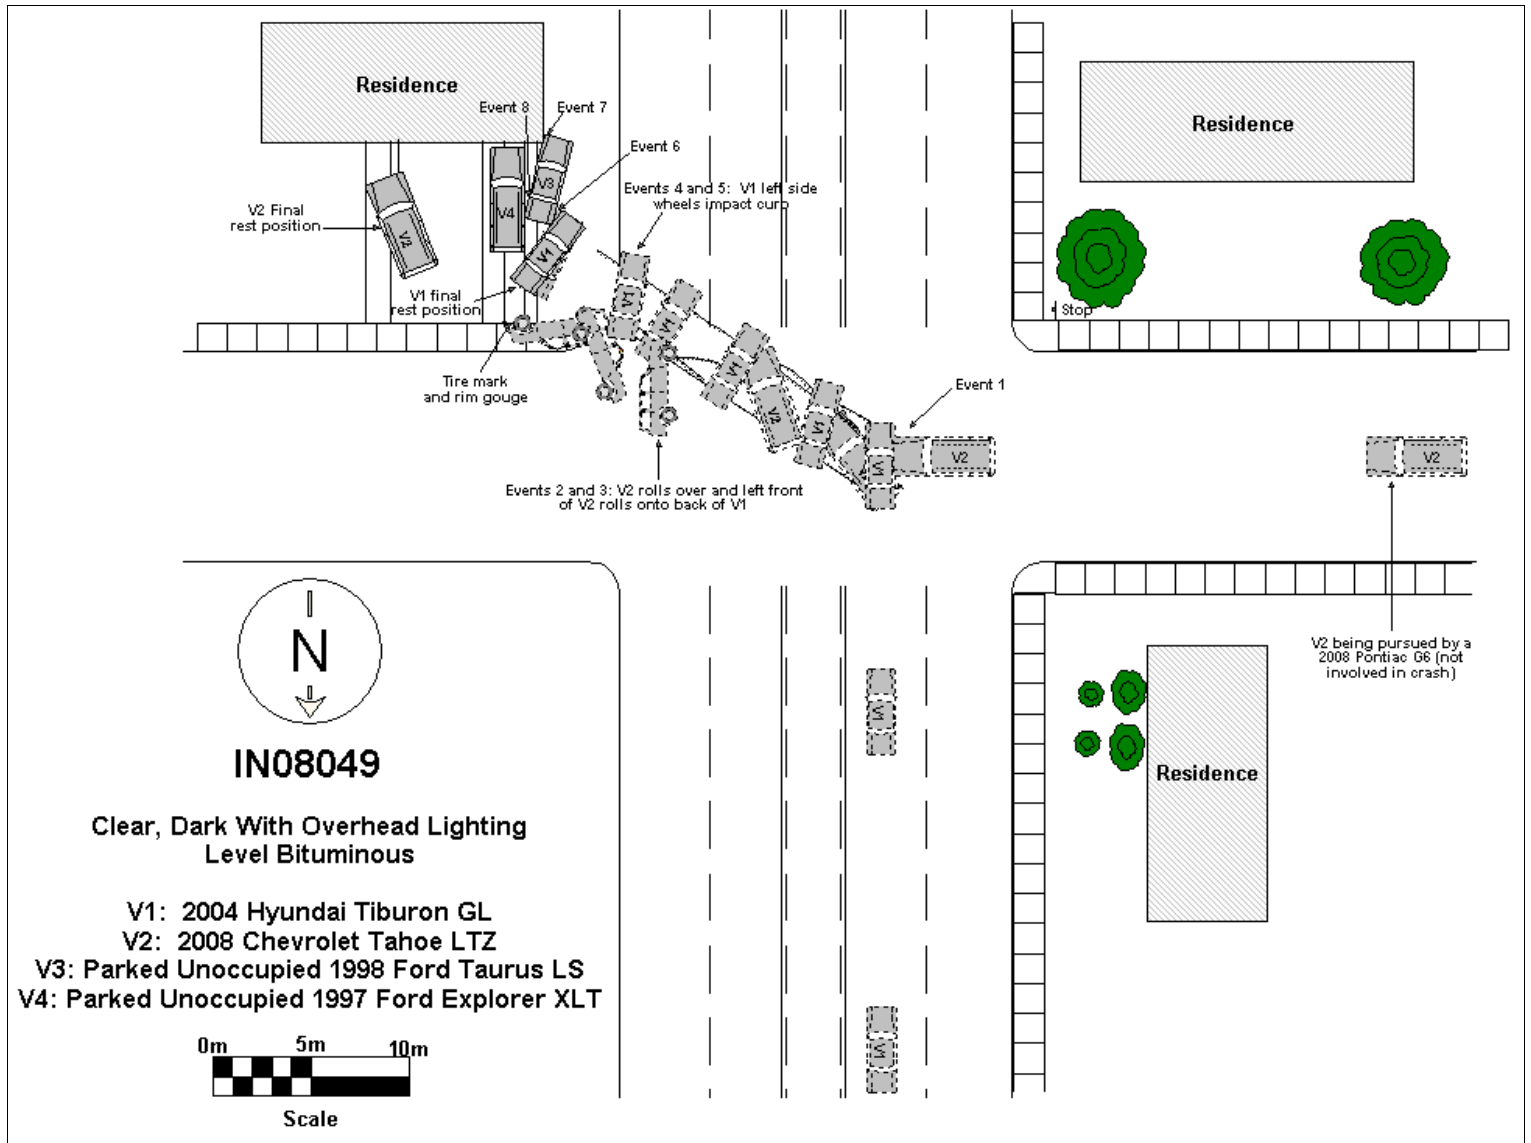 Residence
Event 8
Event 7
Residence
Event 6
V3
Events 4 and 5: V1 left side
wheels impact curb
V4
V2 Final
rest position
V2
V1
V1 final
rest position
V1
Stop
V1
V1
Tire mark
and rim gouge
Event 1
V2
V1
V2
V2
V1
Events 2 and 3: V2 rolls over and left front
of V2 rolls onto back of V1
N
V2 being pursued by a
2008 Pontiac G6 (not
involved in crash)
V1
IN08049
Residence
Clear, Dark With Overhead Lighting
Level Bituminous
V1: 2004 Hyundai Tiburon GL
V2: 2008 Chevrolet Tahoe LTZ
V3: Parked Unoccupied 1998 Ford Taurus LS
V4: Parked Unoccupied 1997 Ford Explorer XLT
0m 5m 10m
V1
Scale